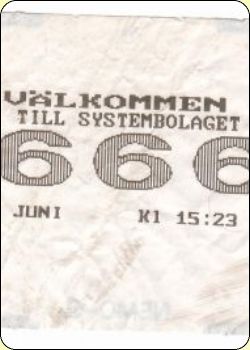 VÄLKOMMEN
TILL SYSTEMBOLAGET
666
JUNI Kl 15:23